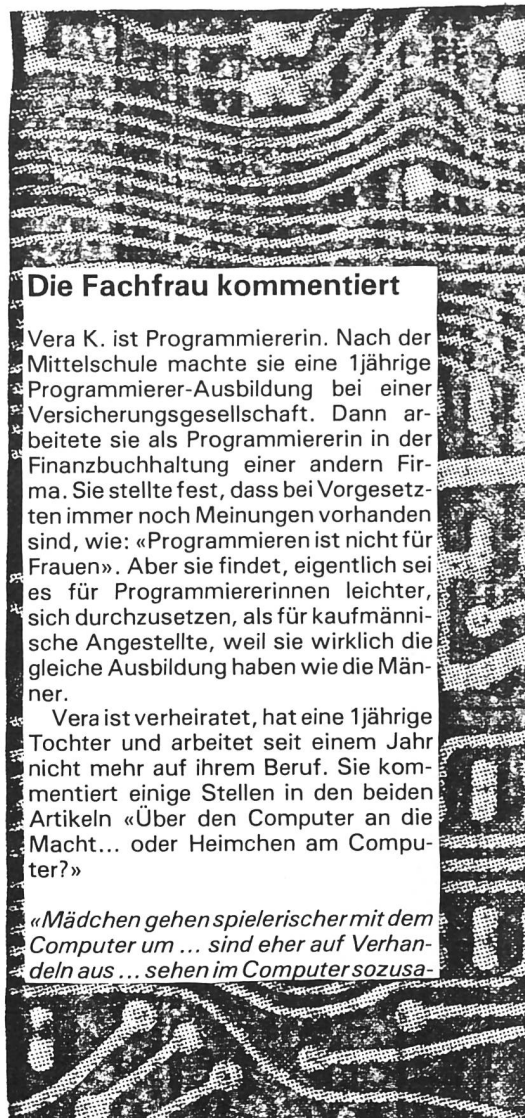 Die Fachfrau kommentiert
Vera K. ist Programmiererin. Nach der
Mittelschule machte sie eine 1jährige
Programmierer-Ausbildung bei einer
Versicherungsgesellschaft. Dann ar-
beitete sie als Programmiererin in der
Finanzbuchhaltung einer andern Fir-
ma. Sie stellte fest, dass bei Vorgesetz-
ten immer noch Meinungen vorhanden
sind, wie: «Programmieren ist nicht für
Frauen». Aber sie findet, eigentlich sei
es für Programmiererinnen leichter,
sich durchzusetzen, als für kaufmänni-
sche Angestellte, weil sie wirklich die
gleiche Ausbildung haben wie die Män-
ner.
Vera ist verheiratet, hat eine 1jährige
Tochter und arbeitet seit einem Jahr
nicht mehr auf ihrem Beruf. Sie kom-
mentiert einige Stellen in den beiden
Artikeln «Über den Computer an die
Macht... oder Heimchen am Compu-
ter?»
«Mädchen gehen spielerischer mit dem
Computer um ... sind eher auf Verhan-
deln aus ... sehen im Computer sozusa-